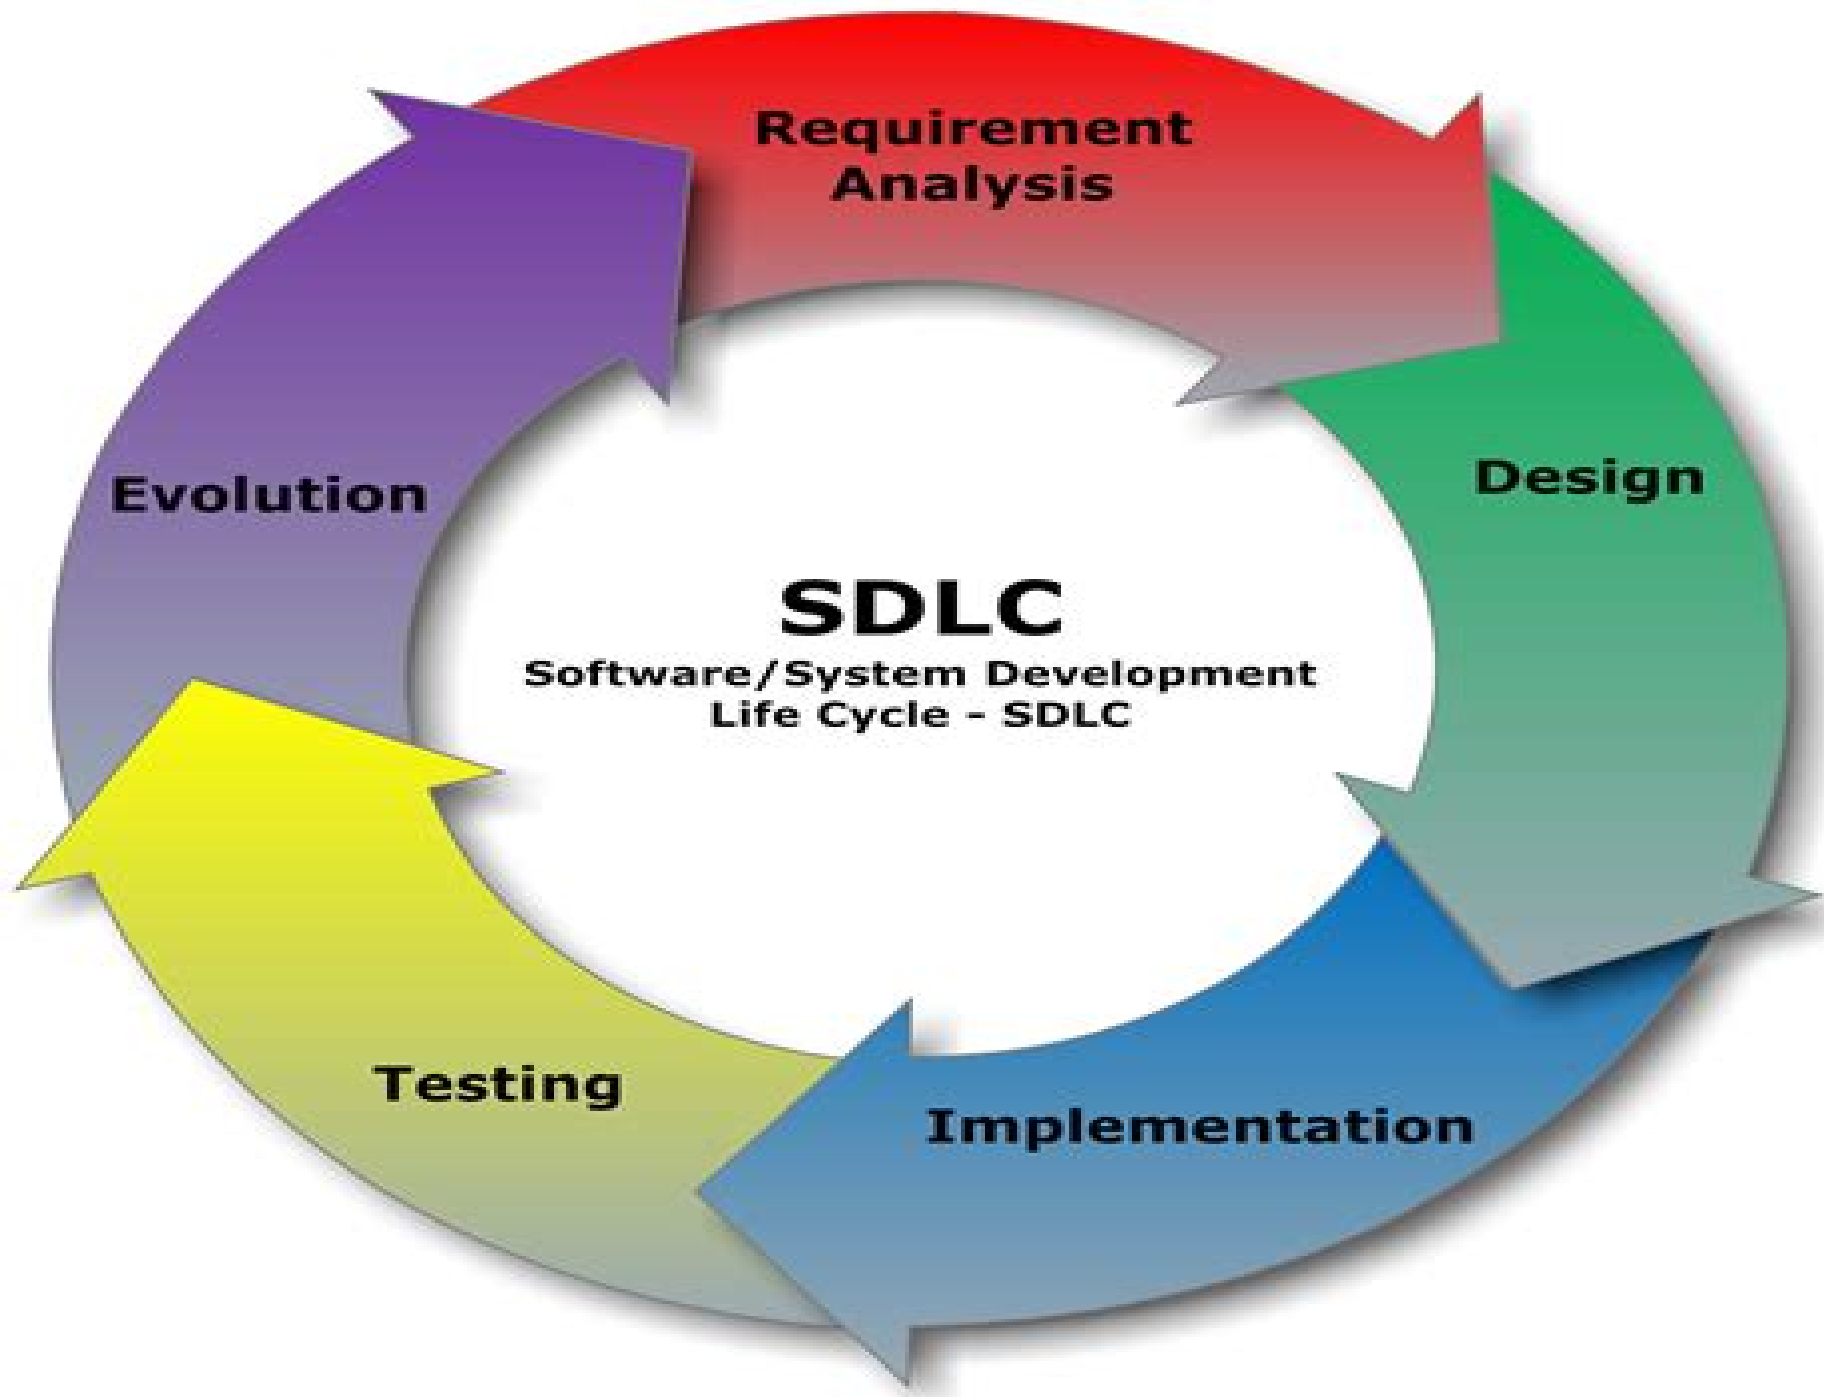 Requirement
Analysis
Design
Evolution
SDLC
Software/System Development
Life Cycle - SDLC
Testing
Implementation